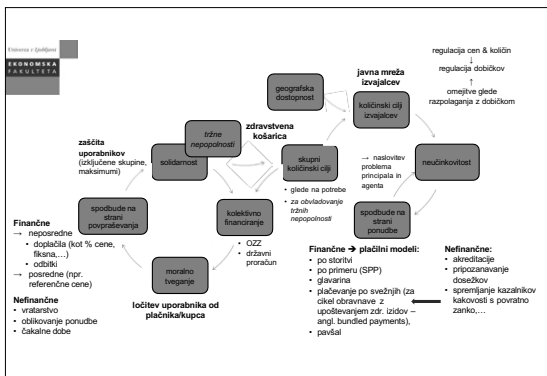 Univerza v Ljubljani
EKONOMSKA
FAKULTETA
regulacija cen & količin
↓
regulacija dobičkov
↑
omejitve glede
razpolaganja z dobičkom
javna mreža
izvajalcev
geografska
dostopnost
količinski cilji
izvajalcev
tržne
nepopolnosti
zdravstvena
košarica
zaščita
uporabnikov
(izključene skupine,
maksimumi)
solidarnost
skupni
količinski cilji
neučinkovitost
→ naslovitev
problema
principala in
agenta
• glede na potrebe
• za obvladovanje
tržnih
nepopolnosti
spodbude na
strani
povpraševanja
kolektivno
financiranje
spodbude na
strani
ponudbe
• OZZ
• državni
proračun
Finančne
→ neposredne
• doplačila (kot % cene,
fiksna,..)
• odbitki
→ posredne (npr.
referenčne cene)
Nefinančne
• vratarstvo
• oblikovanje ponudbe
• čakalne dobe
moralno
tveganje
ločitev uporabnika od
plačnika/kupca
Finančne → plačilni modeli:
• po storitvi
• po primeru (SPP)
• glavarina
• plačevanje po svežnjih (za
cikel obravnave z
upoštevanjem zdr. izidov –
angl. bundled payments),
• pavšal
Nefinančne:
• akreditacije
• pripozanavanje
dosežkov
• spremljanje kazalnikov
kakovosti s povratno
zanko,…